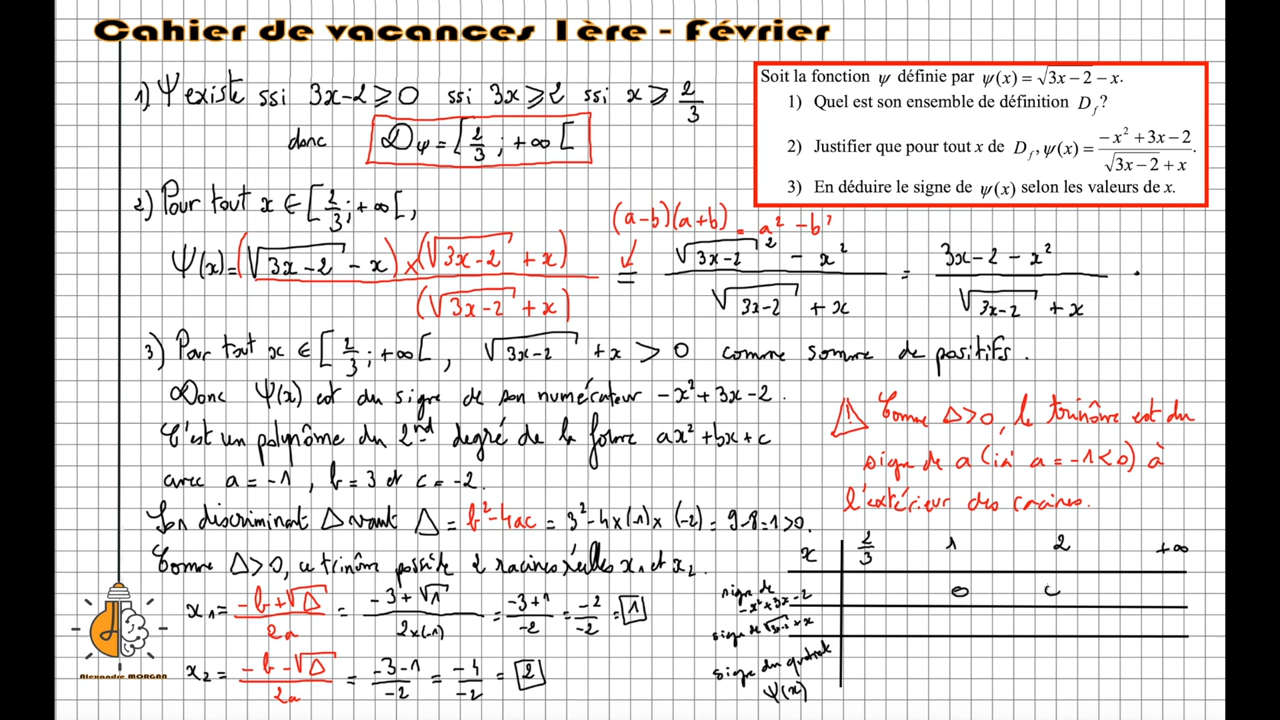 Cahier de vacances 1ère - Février
Soit la fonction ψ définie par ψ(x) = √(3x−2) − x.
1) Quel est son ensemble de définition D_f ?
2) Justifier que pour tout x de D_f, ψ(x) = (−x² + 3x − 2)/(√(3x−2) + x).
3) En déduire le signe de ψ(x) selon les valeurs de x.
1) Ψ existe ssi 3x−2 ⩾ 0 ssi 3x ⩾ 2 ssi x ⩾ 2/3
donc D_Ψ = [2/3 ; +∞[
2) Pour tout x ∈ [2/3 ; +∞[,
(a−b)(a+b) = a² − b²
Ψ(x) = (√(3x−2) − x) × (√(3x−2) + x) / (√(3x−2) + x) = (√(3x−2)² − x²)/(√(3x−2) + x) = (3x−2−x²)/(√(3x−2) + x) .
3) Pour tout x ∈ [2/3 ; +∞[, √(3x−2) + x > 0 comme somme de positifs.
Donc Ψ(x) est du signe de son numérateur −x² + 3x − 2.
C'est un polynôme du 2nd degré de la forme ax² + bx + c
avec a = −1, b = 3 et c = −2.
Son discriminant Δ vaut Δ = b² − 4ac = 3² − 4×(−1)×(−2) = 9−8 = 1 > 0.
Comme Δ > 0, ce trinôme possède 2 racines réelles x₁ et x₂.
x₁ = (−b+√Δ)/2a = (−3+√1)/(2×(−1)) = (−3+1)/−2 = −2/−2 = 1
x₂ = (−b−√Δ)/2a = (−3−1)/−2 = −4/−2 = 2
! Comme Δ > 0, le trinôme est du
signe de a (ici a = −1 < 0) à
l'extérieur des racines.
x 2/3 1 2 +∞
signe de −x² + 3x − 2 0
signe de √(3x−2) + x
signe du quotient
Ψ(x)
Alexandre MORGAN